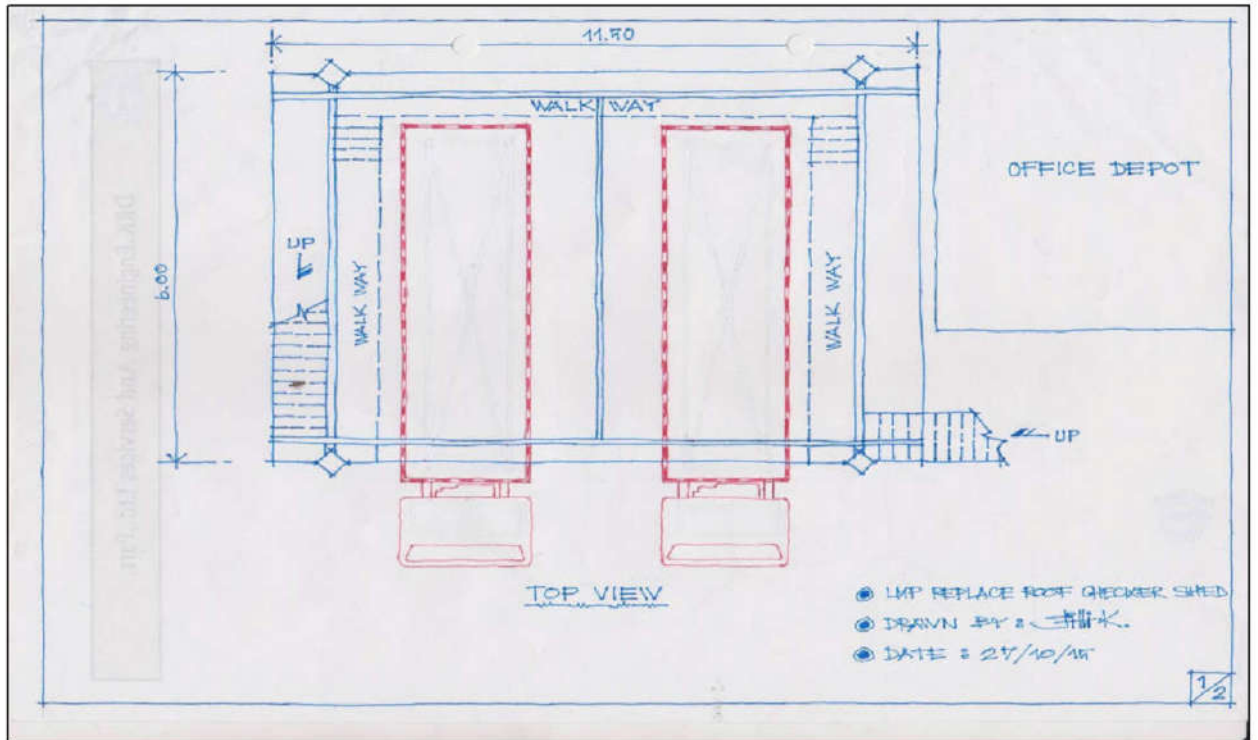 11.50
WALK WAY
OFFICE DEPOT
UP
6.00
WALK WAY
WALK WAY
UP
TOP VIEW
LMP REPLACE ROOF CHECKER SHED
DRAWN BY :
DATE : 27/10/15
1/2